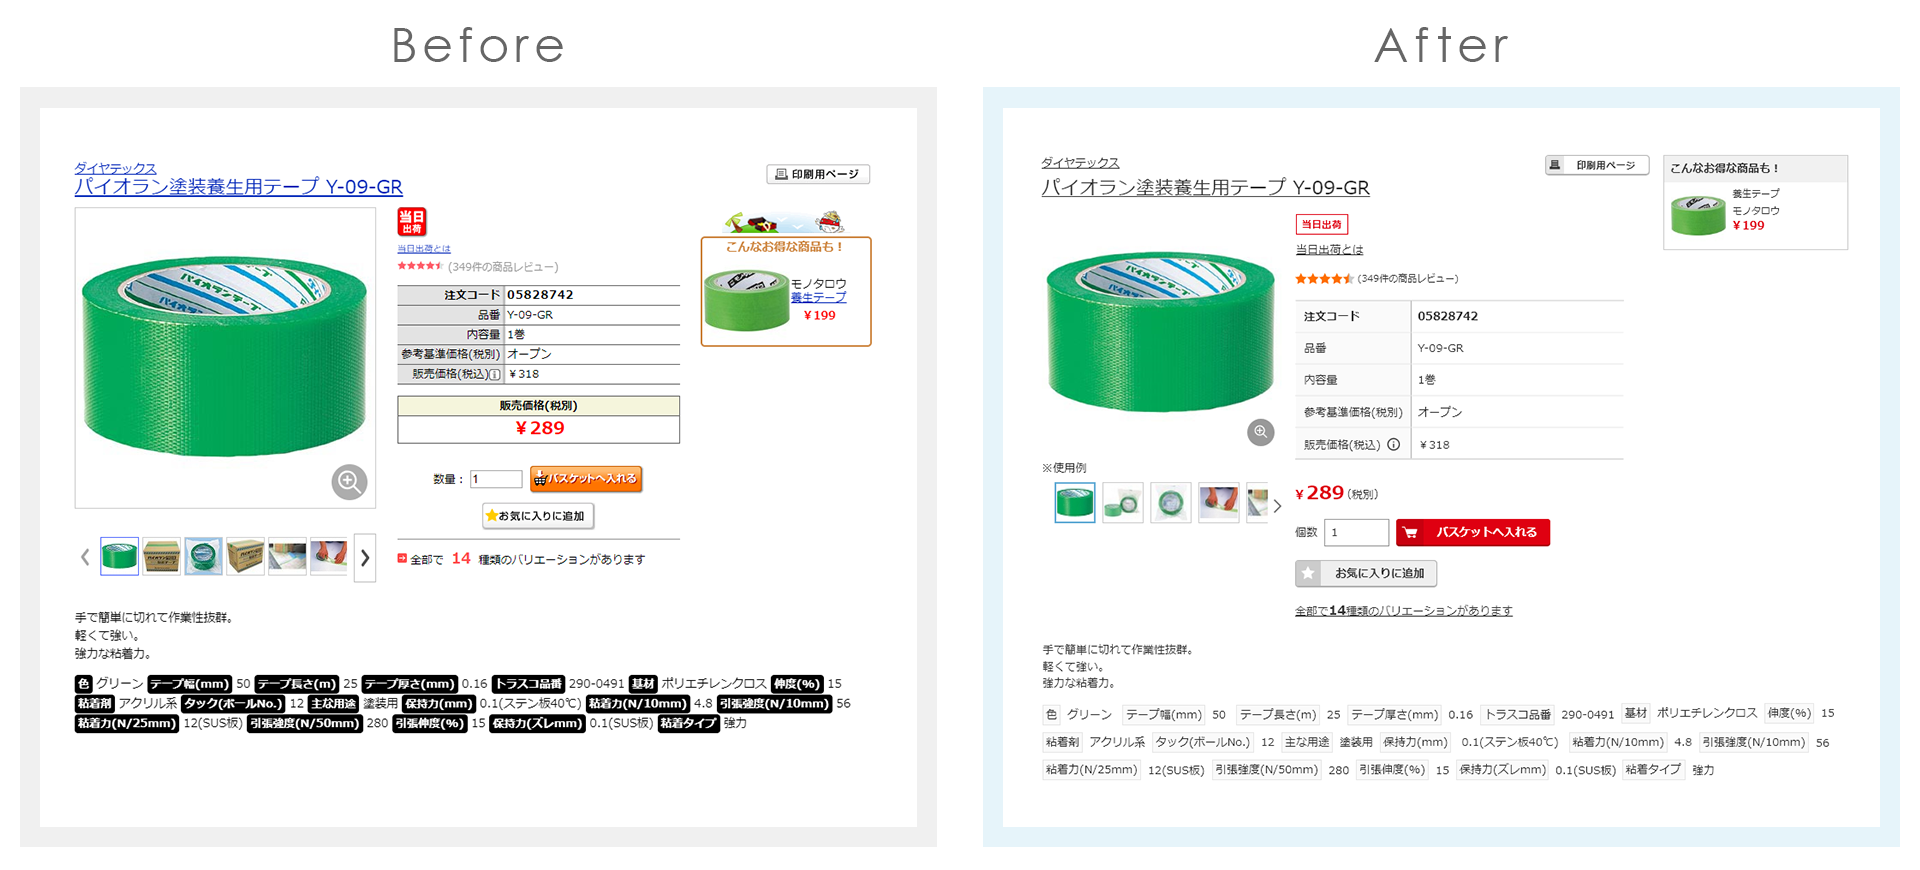 Before
ダイヤテックス
パイオラン塗装養生用テープ Y-09-GR
印刷用ページ
当日
出荷
当日出荷とは
(349件の商品レビュー)
注文コード 05828742
品番 Y-09-GR
内容量 1巻
参考基準価格(税別) オープン
販売価格(税込) ￥318
販売価格(税別)
￥289
数量： 1 バスケットへ入れる
お気に入りに追加
全部で 14 種類のバリエーションがあります
こんなお得な商品も！
モノタロウ
養生テープ
￥199
パイオランテープ
手で簡単に切れて作業性抜群。
軽くて強い。
強力な粘着力。
色 グリーン テープ幅(mm) 50 テープ長さ(m) 25 テープ厚さ(mm) 0.16 トラスコ品番 290-0491 基材 ポリエチレンクロス 伸度(%) 15
粘着剤 アクリル系 タック(ボールNo.) 12 主な用途 塗装用 保持力(mm) 0.1(ステン板40℃) 粘着力(N/10mm) 4.8 引張強度(N/10mm) 56
粘着力(N/25mm) 12(SUS板) 引張強度(N/50mm) 280 引張伸度(%) 15 保持力(ズレmm) 0.1(SUS板) 粘着タイプ 強力
After
ダイヤテックス
パイオラン塗装養生用テープ Y-09-GR
印刷用ページ
こんなお得な商品も！
養生テープ
モノタロウ
￥199
当日出荷
当日出荷とは
(349件の商品レビュー)
注文コード 05828742
品番 Y-09-GR
内容量 1巻
参考基準価格(税別) オープン
販売価格(税込) ￥318
※使用例
￥289(税別)
個数 1 バスケットへ入れる
お気に入りに追加
全部で14種類のバリエーションがあります
パイオランテープ
手で簡単に切れて作業性抜群。
軽くて強い。
強力な粘着力。
色 グリーン テープ幅(mm) 50 テープ長さ(m) 25 テープ厚さ(mm) 0.16 トラスコ品番 290-0491 基材 ポリエチレンクロス 伸度(%) 15
粘着剤 アクリル系 タック(ボールNo.) 12 主な用途 塗装用 保持力(mm) 0.1(ステン板40℃) 粘着力(N/10mm) 4.8 引張強度(N/10mm) 56
粘着力(N/25mm) 12(SUS板) 引張強度(N/50mm) 280 引張伸度(%) 15 保持力(ズレmm) 0.1(SUS板) 粘着タイプ 強力